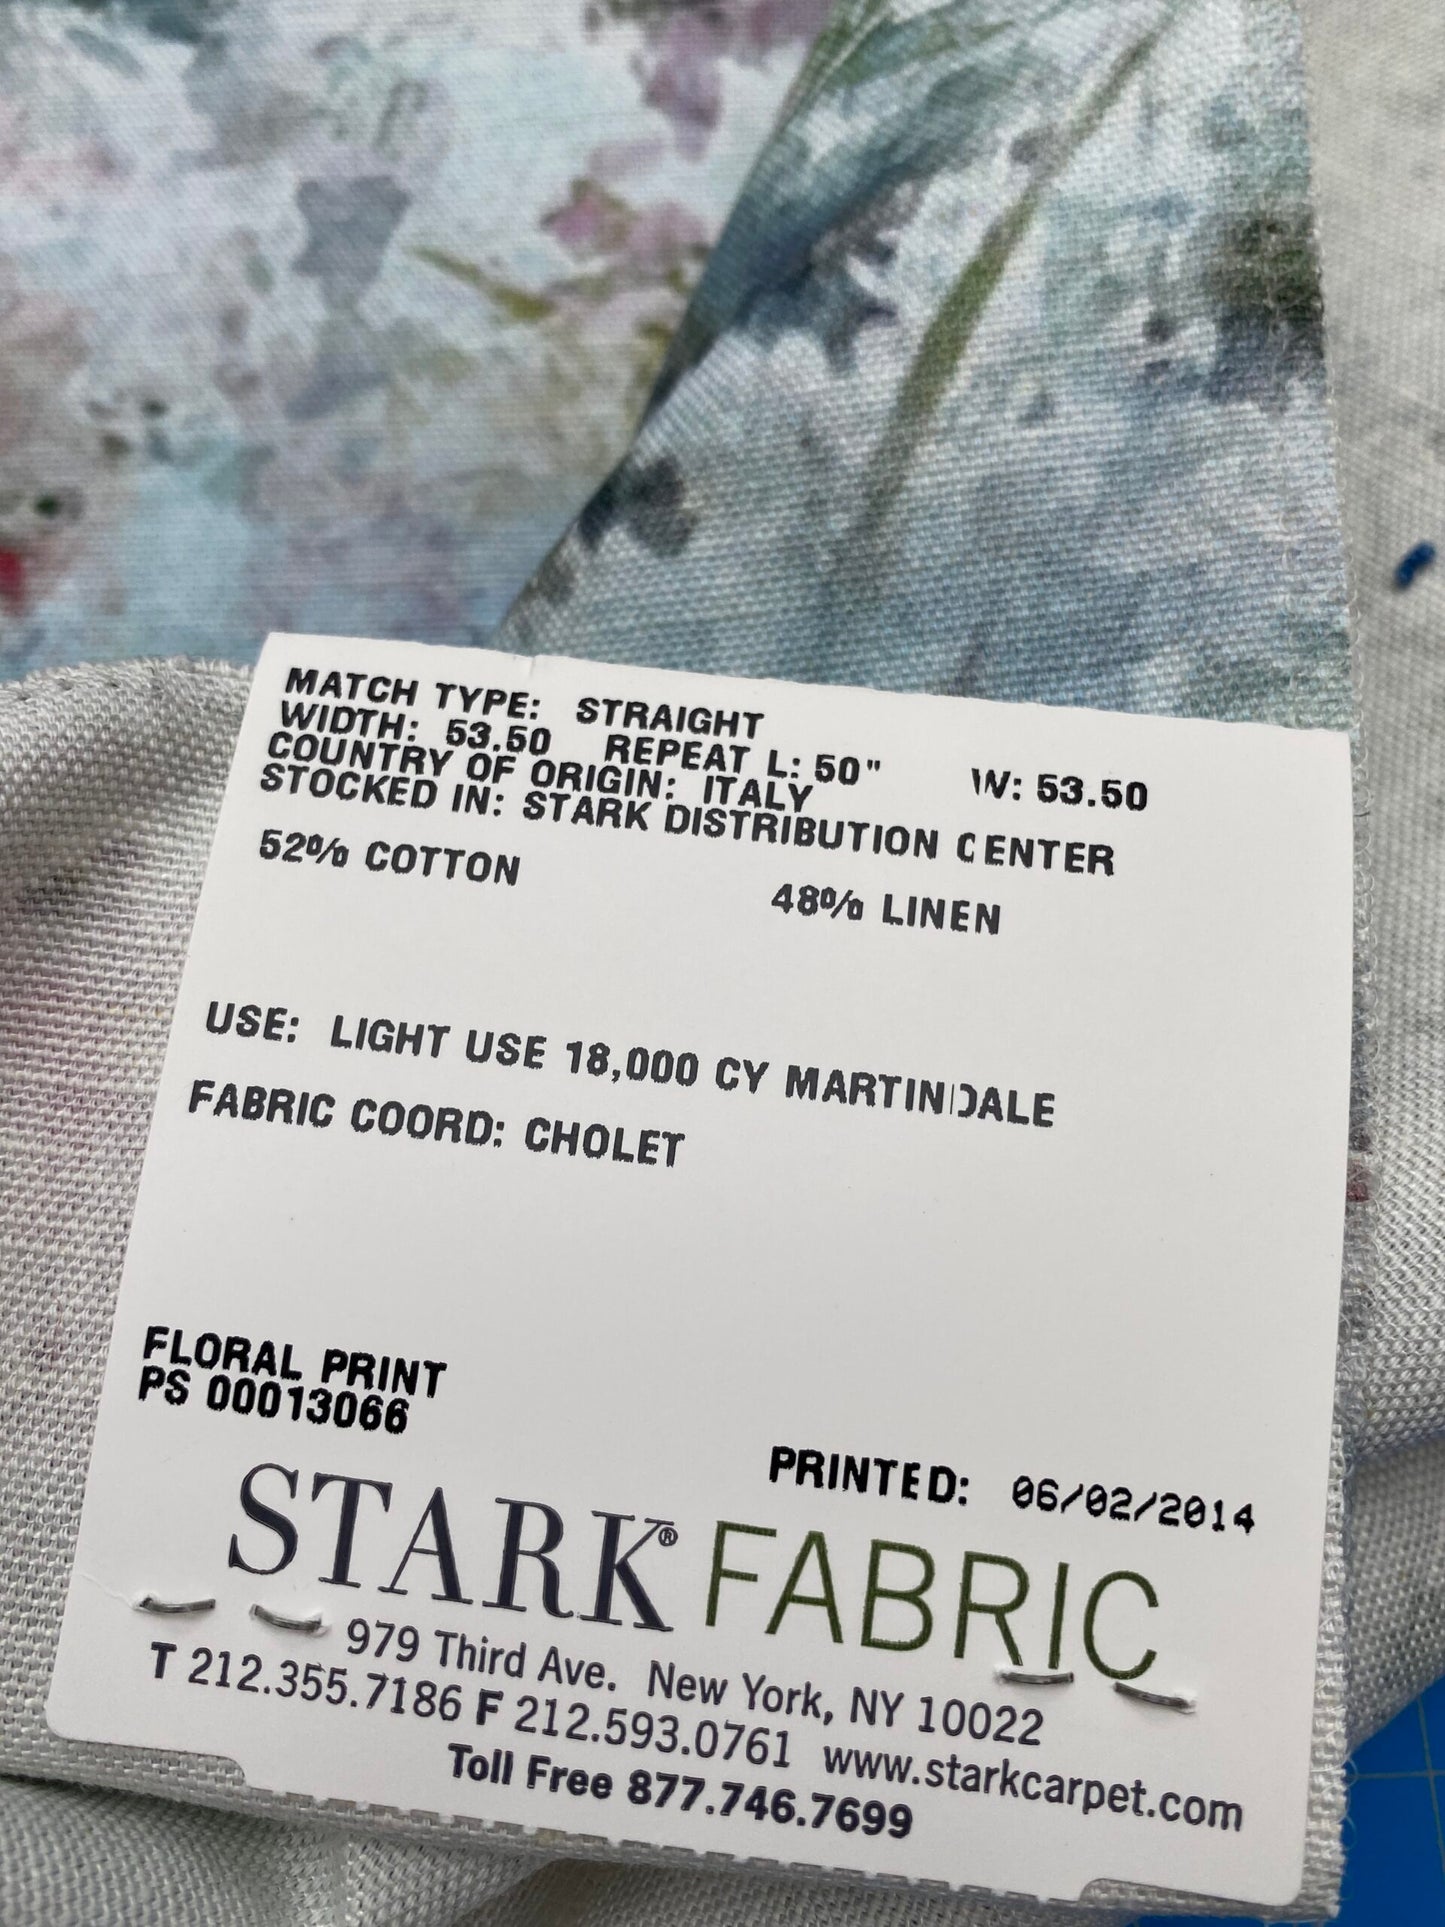 MATCH TYPE: STRAIGHT
WIDTH: 53.50 REPEAT L: 50" W: 53.50
COUNTRY OF ORIGIN: ITALY
STOCKED IN: STARK DISTRIBUTION CENTER
52% COTTON 48% LINEN
USE: LIGHT USE 18,000 CY MARTINDALE
FABRIC COORD: CHOLET
FLORAL PRINT
PS 00013066
PRINTED: 06/02/2014
STARK® FABRIC
979 Third Ave. New York, NY 10022
T 212.355.7186 F 212.593.0761 www.starkcarpet.com
Toll Free 877.746.7699